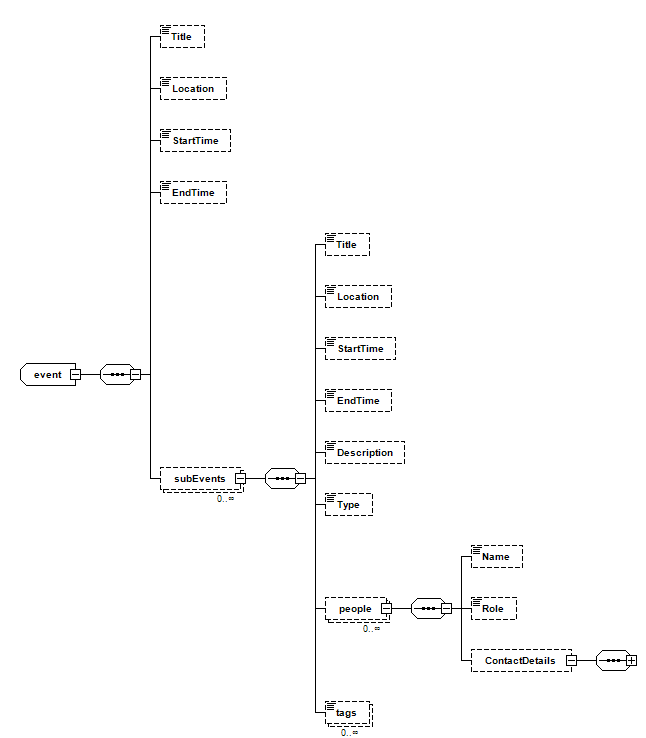 Title
Location
StartTime
EndTime
event
subEvents
0..∞
Title
Location
StartTime
EndTime
Description
Type
people
0..∞
Name
Role
ContactDetails
tags
0..∞